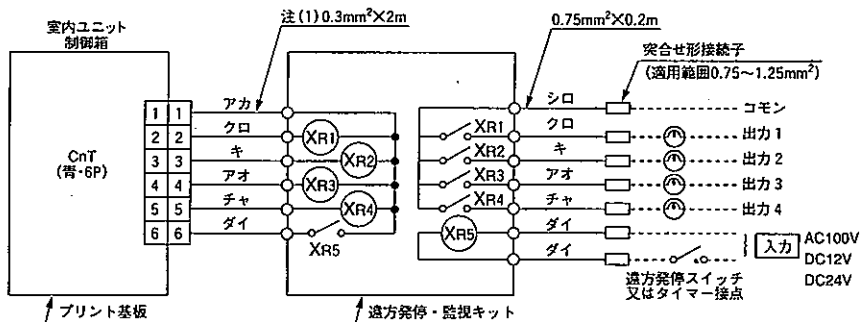 室内ユニット
制御箱
注(1)0.3mm²×2m
0.75mm²×0.2m
突合せ形接続子
(適用範囲0.75~1.25mm²)
CnT
(青・6P)
1 1 アカ
2 2 クロ XR1
3 3 キ XR2
4 4 アオ XR3
5 5 チャ XR4
6 6 ダイ XR5
シロ コモン
XR1 クロ 出力1
XR2 キ 出力2
XR3 アオ 出力3
XR4 チャ 出力4
XR5 ダイ
ダイ
入力
AC100V
DC12V
DC24V
遠方発停スイッチ
又はタイマー接点
プリント基板
遠方発停・監視キット